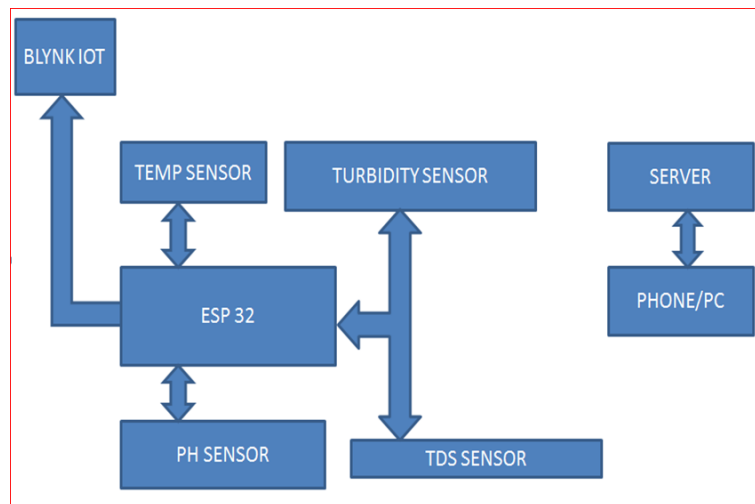 BLYNK IOT
TEMP SENSOR
TURBIDITY SENSOR
SERVER
ESP 32
PHONE/PC
PH SENSOR
TDS SENSOR